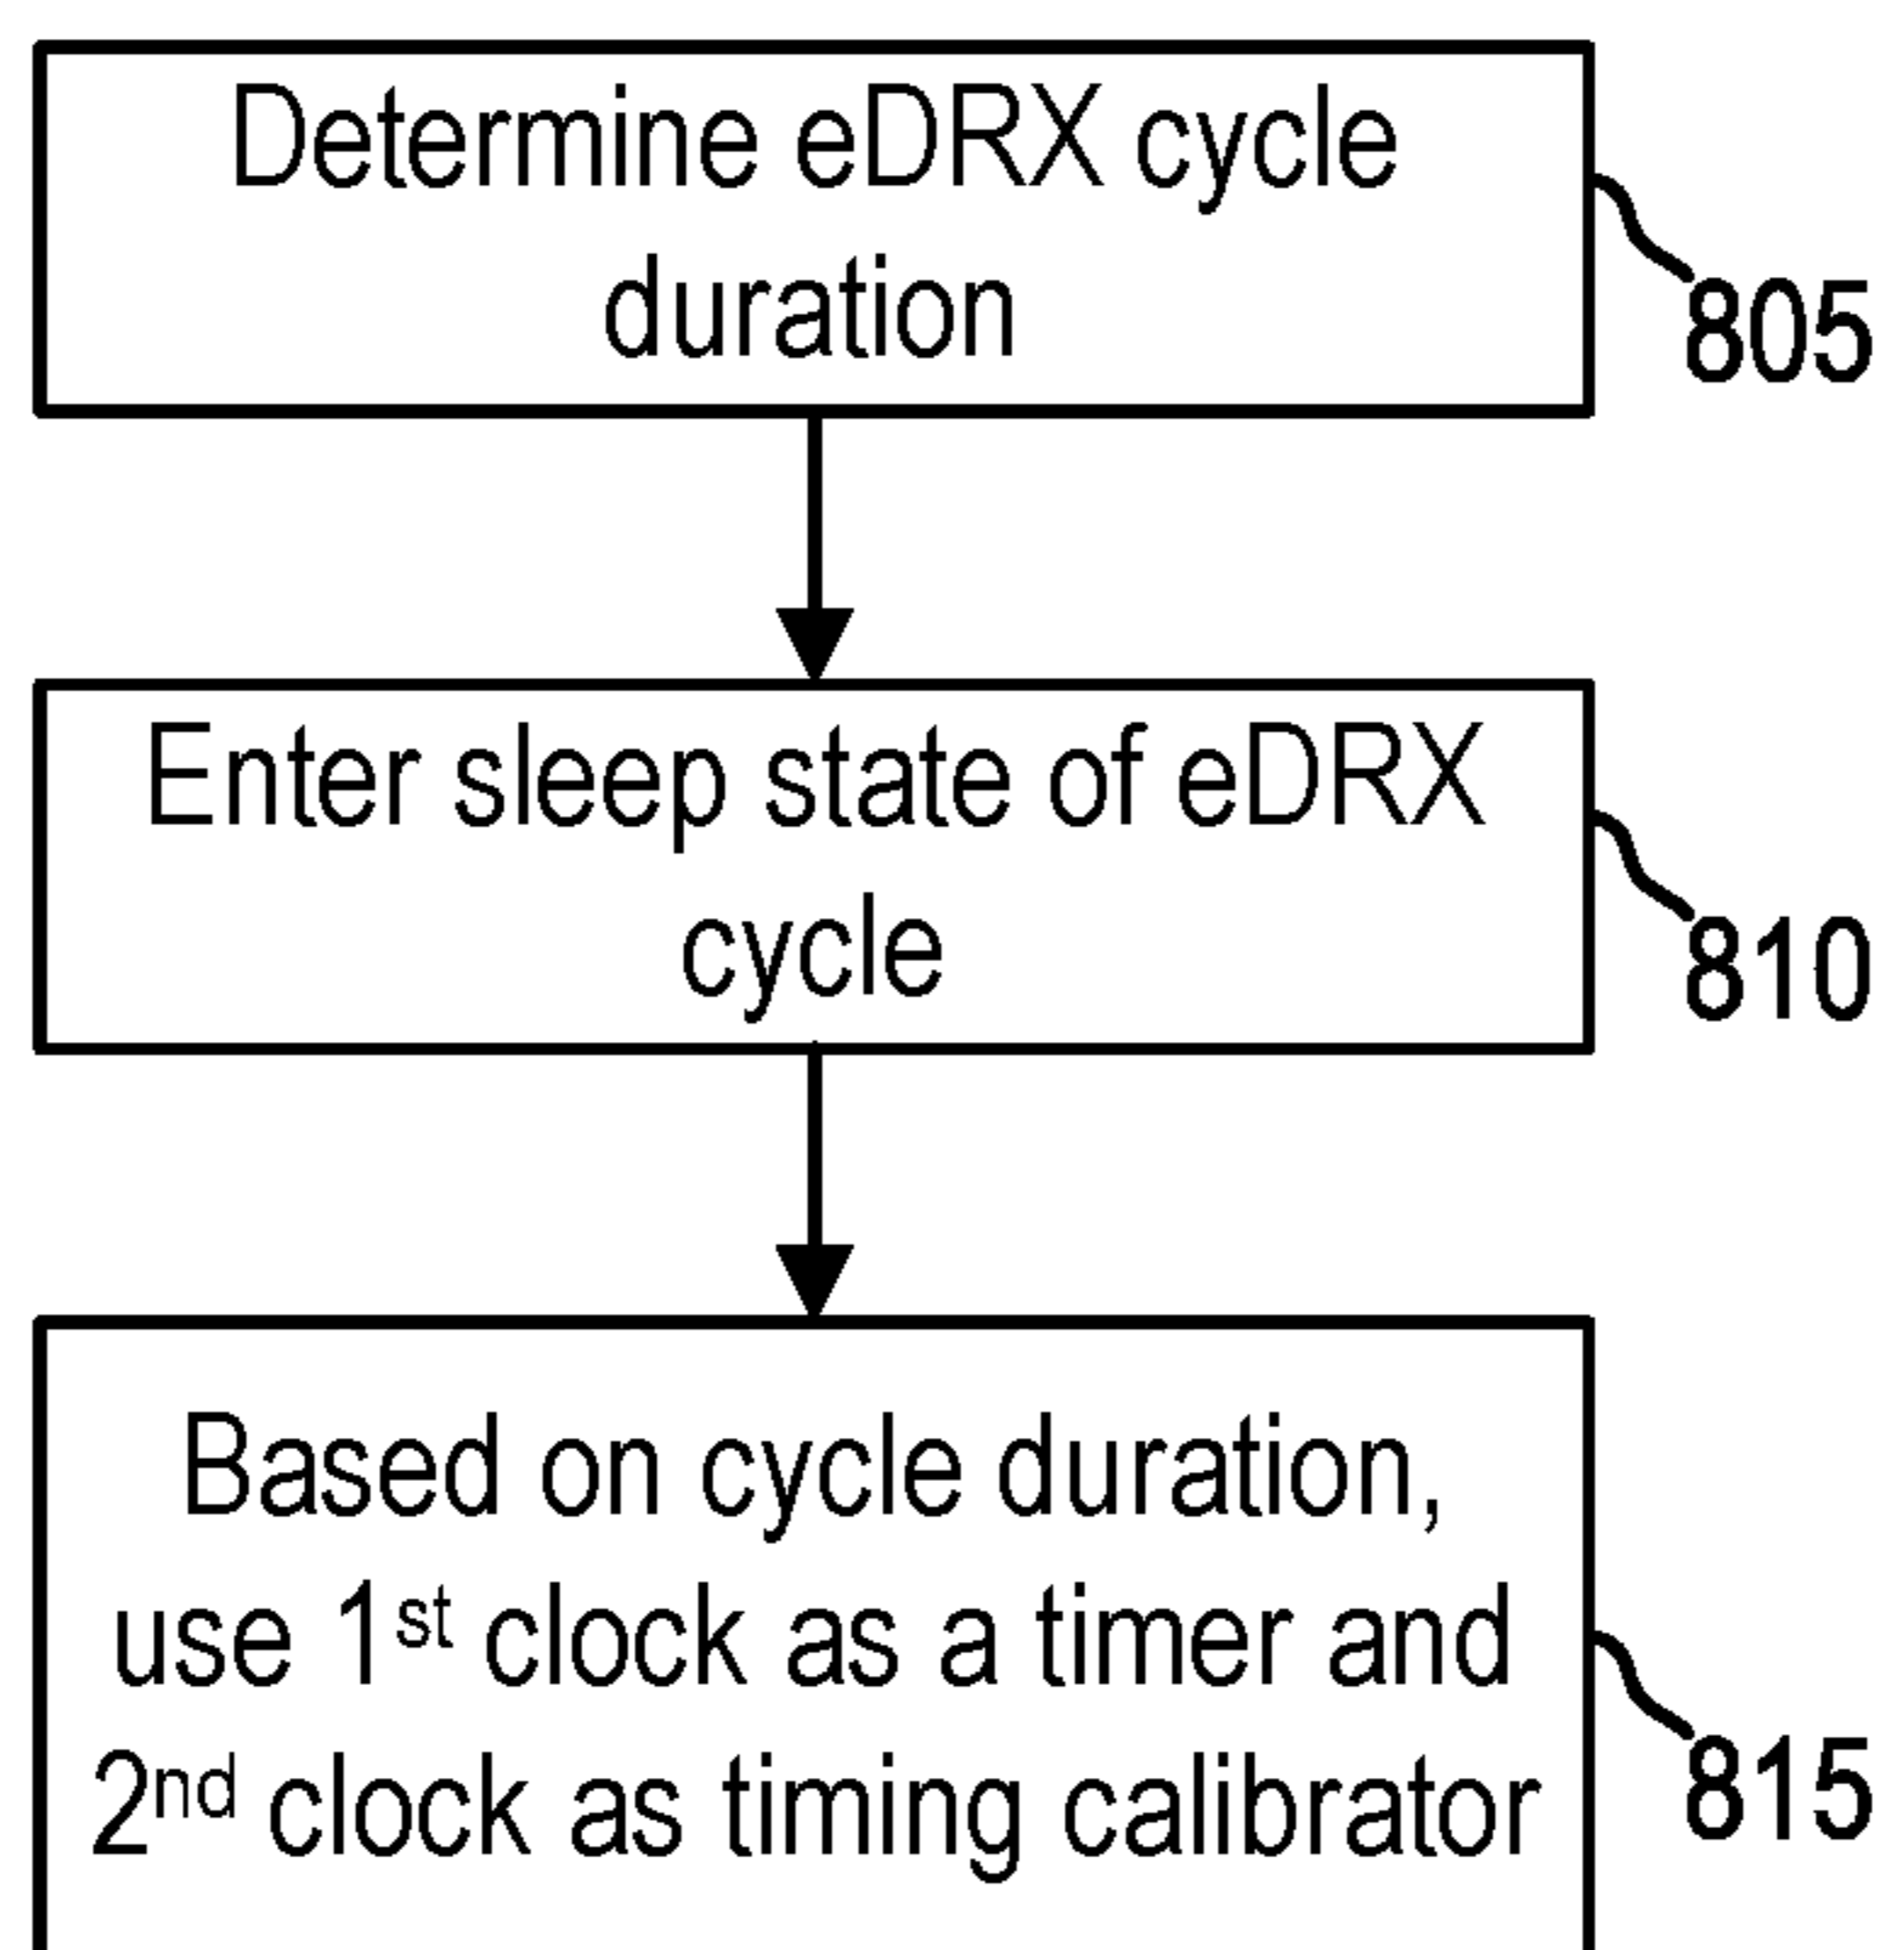 Determine eDRX cycle
duration
805
Enter sleep state of eDRX
cycle
810
Based on cycle duration,
use 1st clock as a timer and
2nd clock as timing calibrator
815